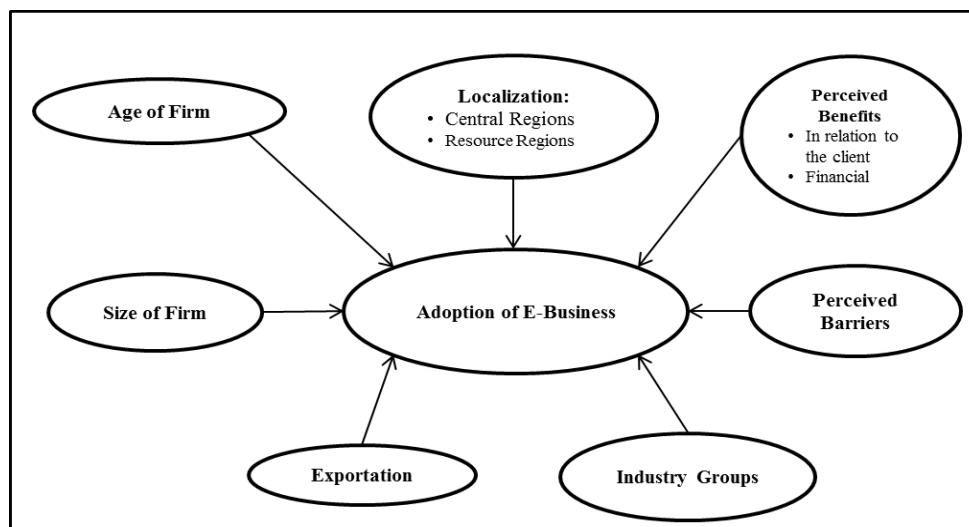 Age of Firm
Localization:
• Central Regions
• Resource Regions
Perceived
Benefits
• In relation to
the client
• Financial
Size of Firm
Adoption of E-Business
Perceived
Barriers
Exportation
Industry Groups